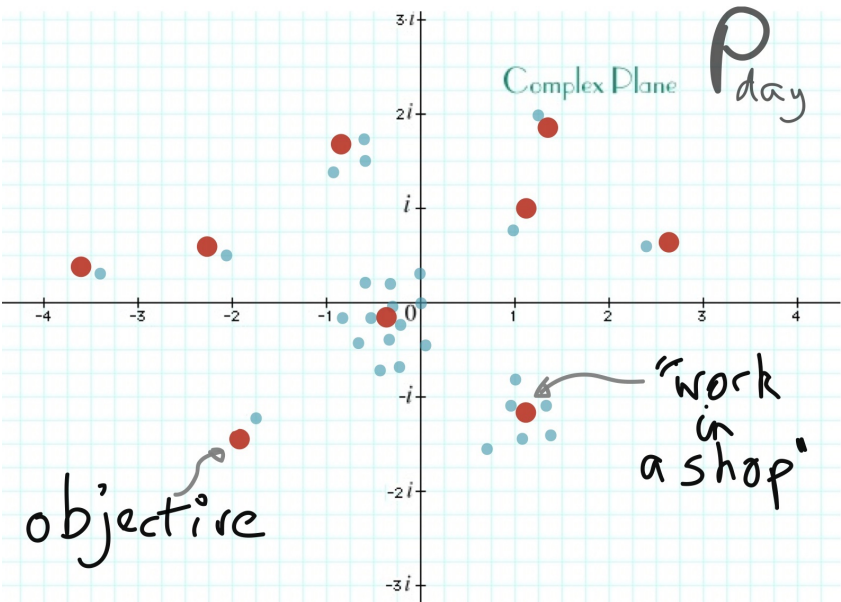 3i
P
day
Complex Plane
2i
i
-4 -3 -2 -1 0 1 2 3 4
-i
"work
in
a shop"
-2i
objective
-3i